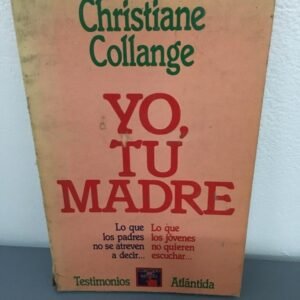 Christiane
Collange
YO,
TU
MADRE
Lo que
los padres
no se atreven
a decir...
Lo que
los jóvenes
no quieren
escuchar...
Testimonios
Atlántida